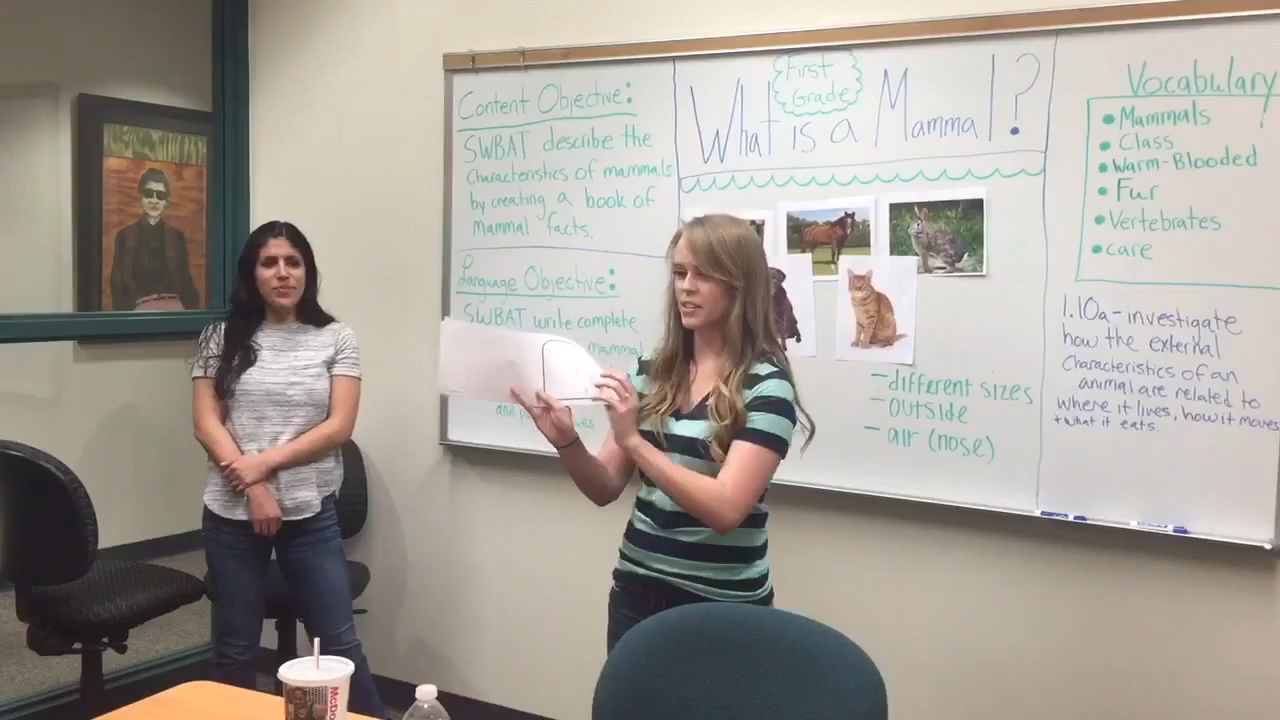 Content Objective:
SWBAT describe the
characteristics of mammals
by creating a book of
mammal facts.
Language Objective:
SWBAT write complete
mammal
and
First
Grade
What is a Mammal?
- different sizes
- outside
- air (nose)
Vocabulary
• Mammals
• Class
• Warm-Blooded
• Fur
• Vertebrates
• care
1.10a - investigate
how the external
characteristics of an
animal are related to
where it lives, how it moves
+ what it eats.